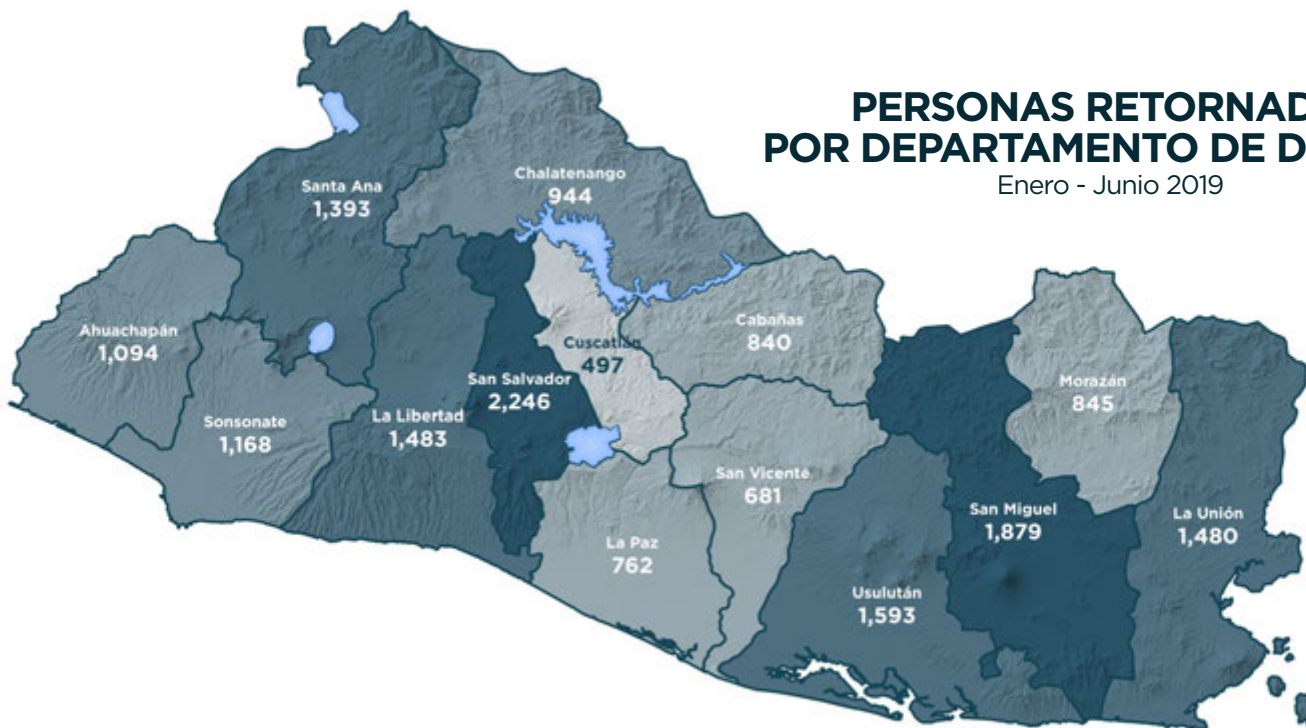 PERSONAS RETORNAD
POR DEPARTAMENTO DE D
Enero - Junio 2019
Santa Ana
1,393
Chalatenango
944
Ahuachapán
1,094
Sonsonate
1,168
La Libertad
1,483
San Salvador
2,246
Cuscatlán
497
Cabañas
840
La Paz
762
San Vicente
681
Usulután
1,593
San Miguel
1,879
Morazán
845
La Unión
1,480